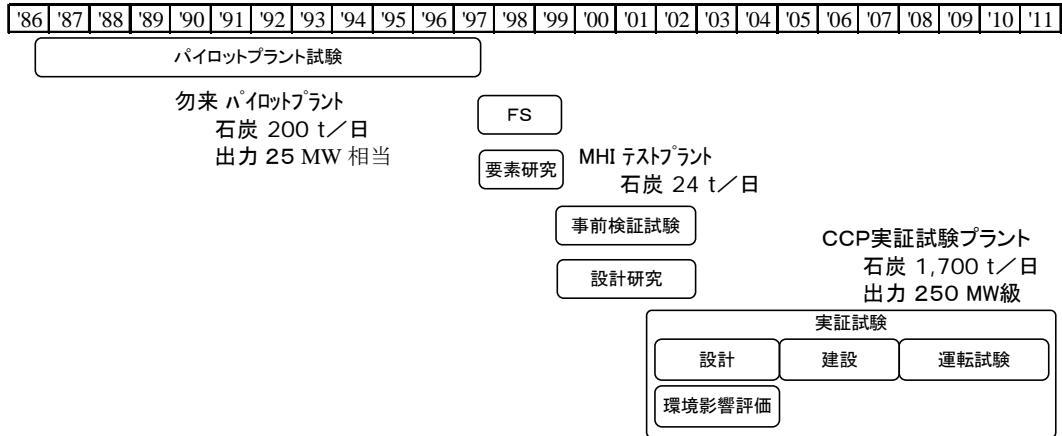 '86 '87 '88 '89 '90 '91 '92 '93 '94 '95 '96 '97 '98 '99 '00 '01 '02 '03 '04 '05 '06 '07 '08 '09 '10 '11
パイロットプラント試験
勿来 ﾊﾟｲﾛｯﾄﾌﾟﾗﾝﾄ
石炭 200 t／日
出力 25 MW 相当
FS
要素研究
MHI ﾃｽﾄﾌﾟﾗﾝﾄ
石炭 24 t／日
事前検証試験
設計研究
CCP実証試験プラント
石炭 1,700 t／日
出力 250 MW級
実証試験
設計 建設 運転試験
環境影響評価